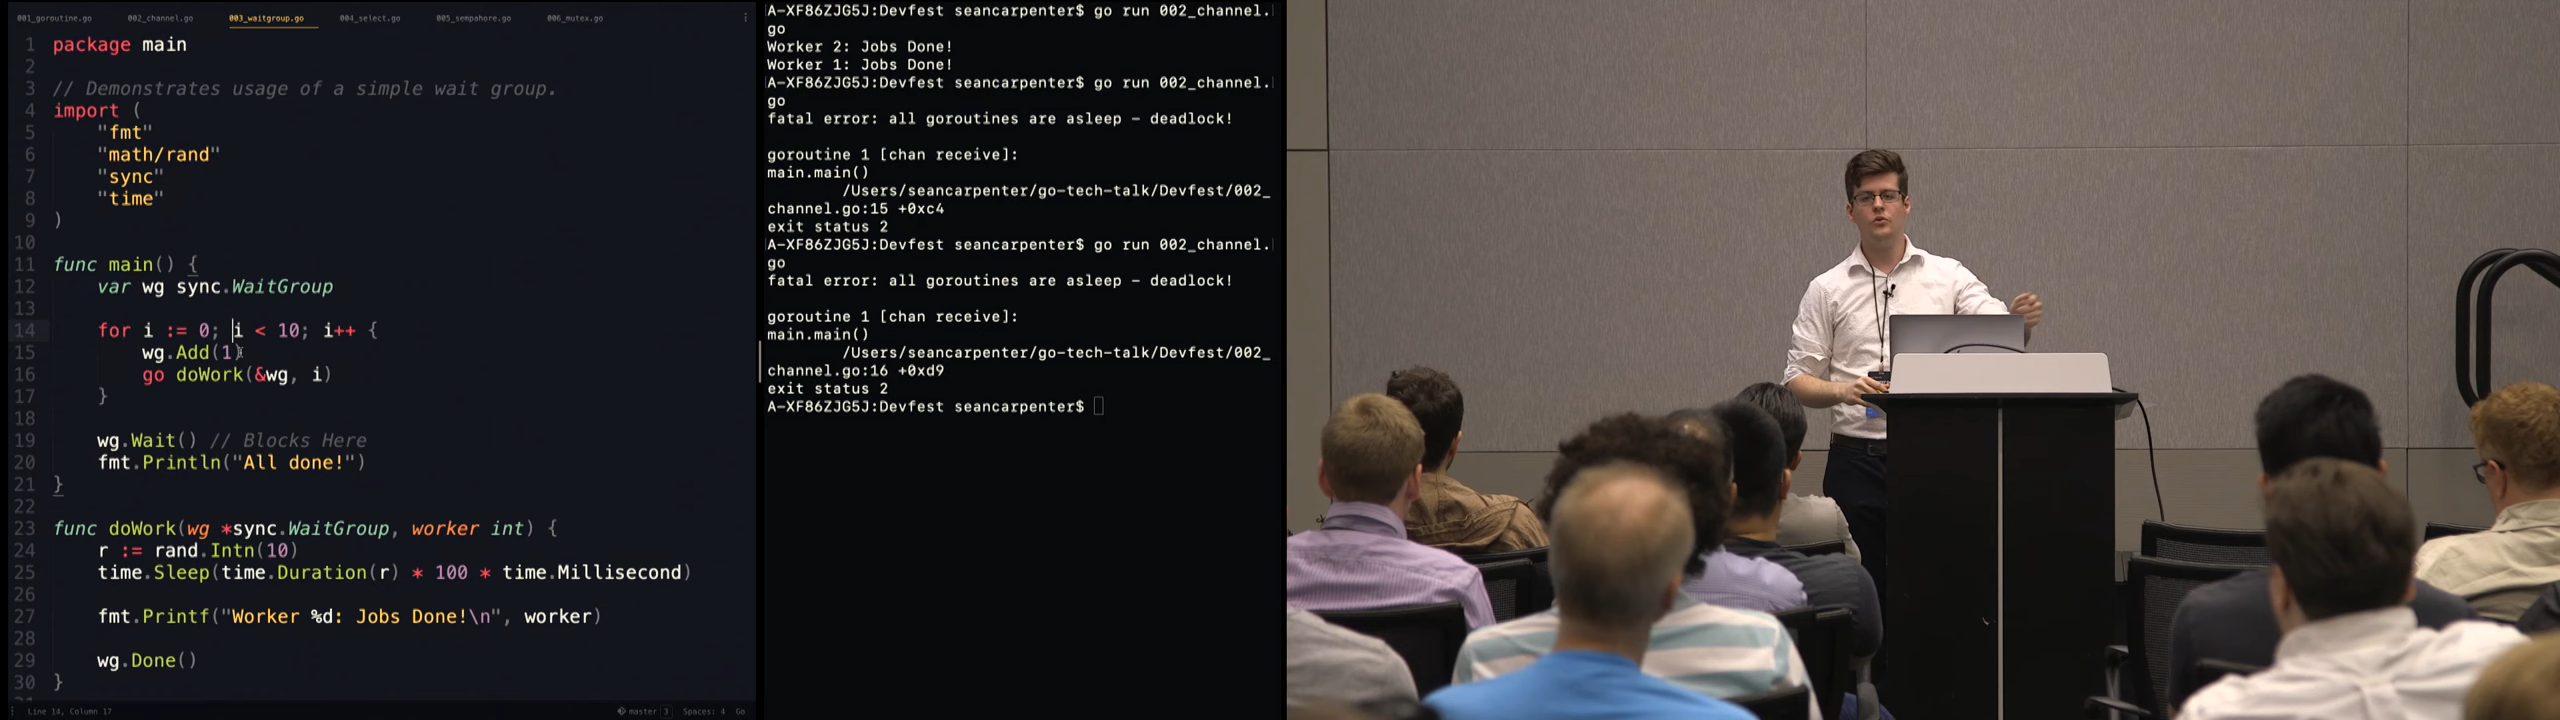 001_goroutine.go
002_channel.go
003_waitgroup.go
004_select.go
005_sempahore.go
006_mutex.go
1 package main
2
3 // Demonstrates usage of a simple wait group.
4 import (
5 "fmt"
6 "math/rand"
7 "sync"
8 "time"
9 )
10
11 func main() {
12 var wg sync.WaitGroup
13
14 for i := 0; i < 10; i++ {
15 wg.Add(1)
16 go doWork(&wg, i)
17 }
18
19 wg.Wait() // Blocks Here
20 fmt.Println("All done!")
21 }
22
23 func doWork(wg *sync.WaitGroup, worker int) {
24 r := rand.Intn(10)
25 time.Sleep(time.Duration(r) * 100 * time.Millisecond)
26
27 fmt.Printf("Worker %d: Jobs Done!\n", worker)
28
29 wg.Done()
30 }
Line 14, Column 17
master 3
Spaces: 4
Go
A-XF86ZJG5J:Devfest seancarpenter$ go run 002_channel.
go
Worker 2: Jobs Done!
Worker 1: Jobs Done!
A-XF86ZJG5J:Devfest seancarpenter$ go run 002_channel.
go
fatal error: all goroutines are asleep - deadlock!
goroutine 1 [chan receive]:
main.main()
/Users/seancarpenter/go-tech-talk/Devfest/002_
channel.go:15 +0xc4
exit status 2
A-XF86ZJG5J:Devfest seancarpenter$ go run 002_channel.
go
fatal error: all goroutines are asleep - deadlock!
goroutine 1 [chan receive]:
main.main()
/Users/seancarpenter/go-tech-talk/Devfest/002_
channel.go:16 +0xd9
exit status 2
A-XF86ZJG5J:Devfest seancarpenter$